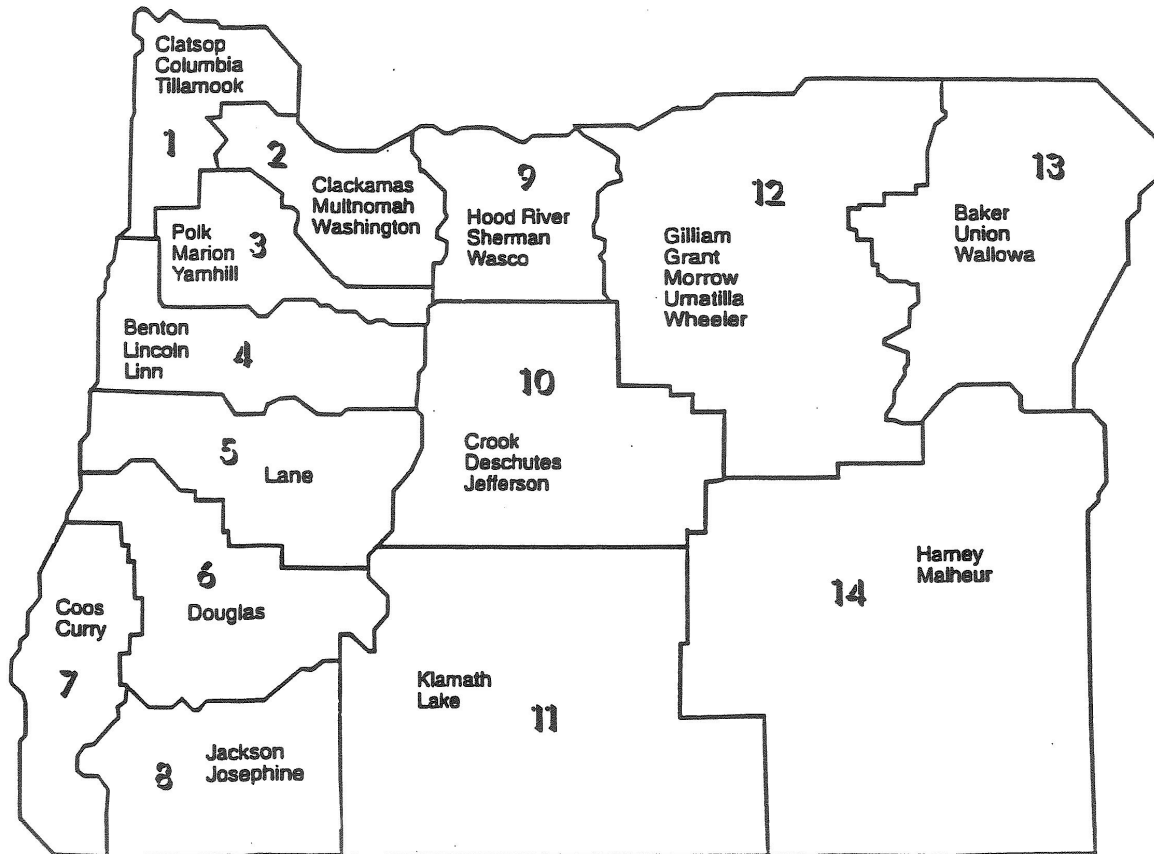 Clatsop
Columbia
Tillamook
1
2
Clackamas
Multnomah
Washington
Polk
Marion
Yamhill
3
Benton
Lincoln
Linn
4
5
Lane
6
Douglas
Coos
Curry
7
8
Jackson
Josephine
9
Hood River
Sherman
Wasco
10
Crook
Deschutes
Jefferson
Klamath
Lake
11
12
Gilliam
Grant
Morrow
Umatilla
Wheeler
13
Baker
Union
Wallowa
Harney
Malheur
14